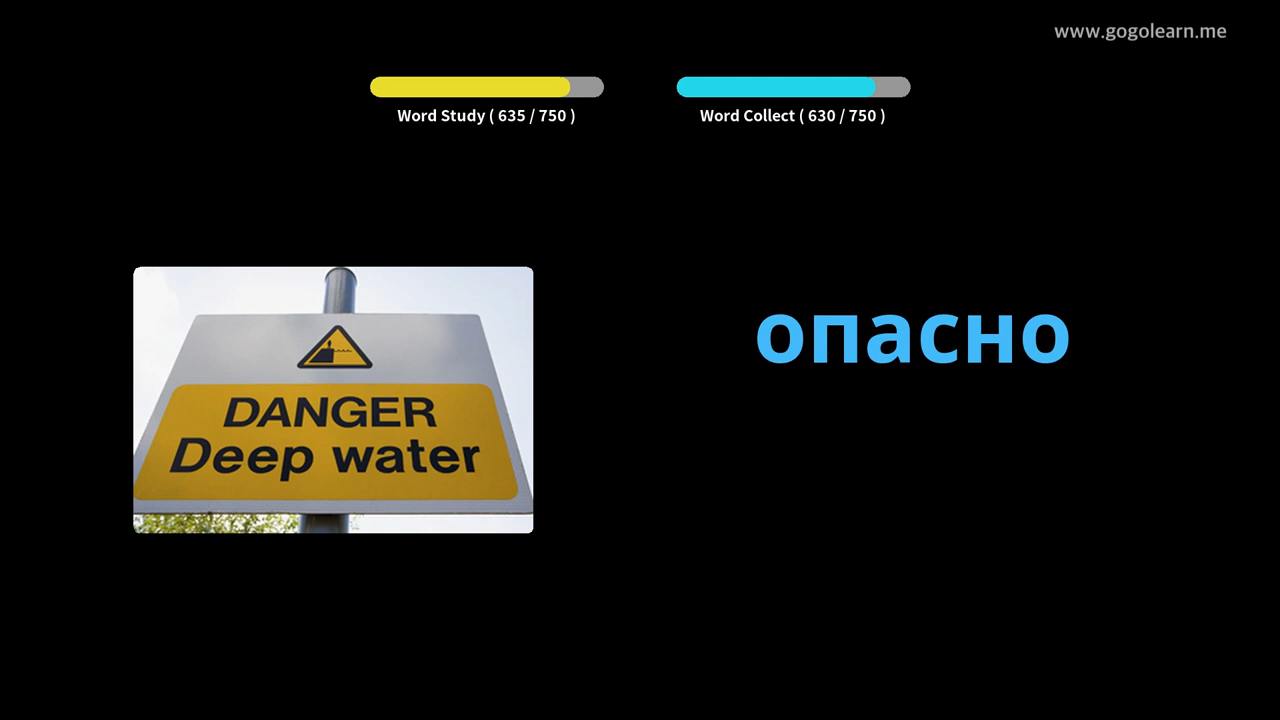 www.gogolearn.me
Word Study ( 635 / 750 )
Word Collect ( 630 / 750 )
опасно
DANGER
Deep water